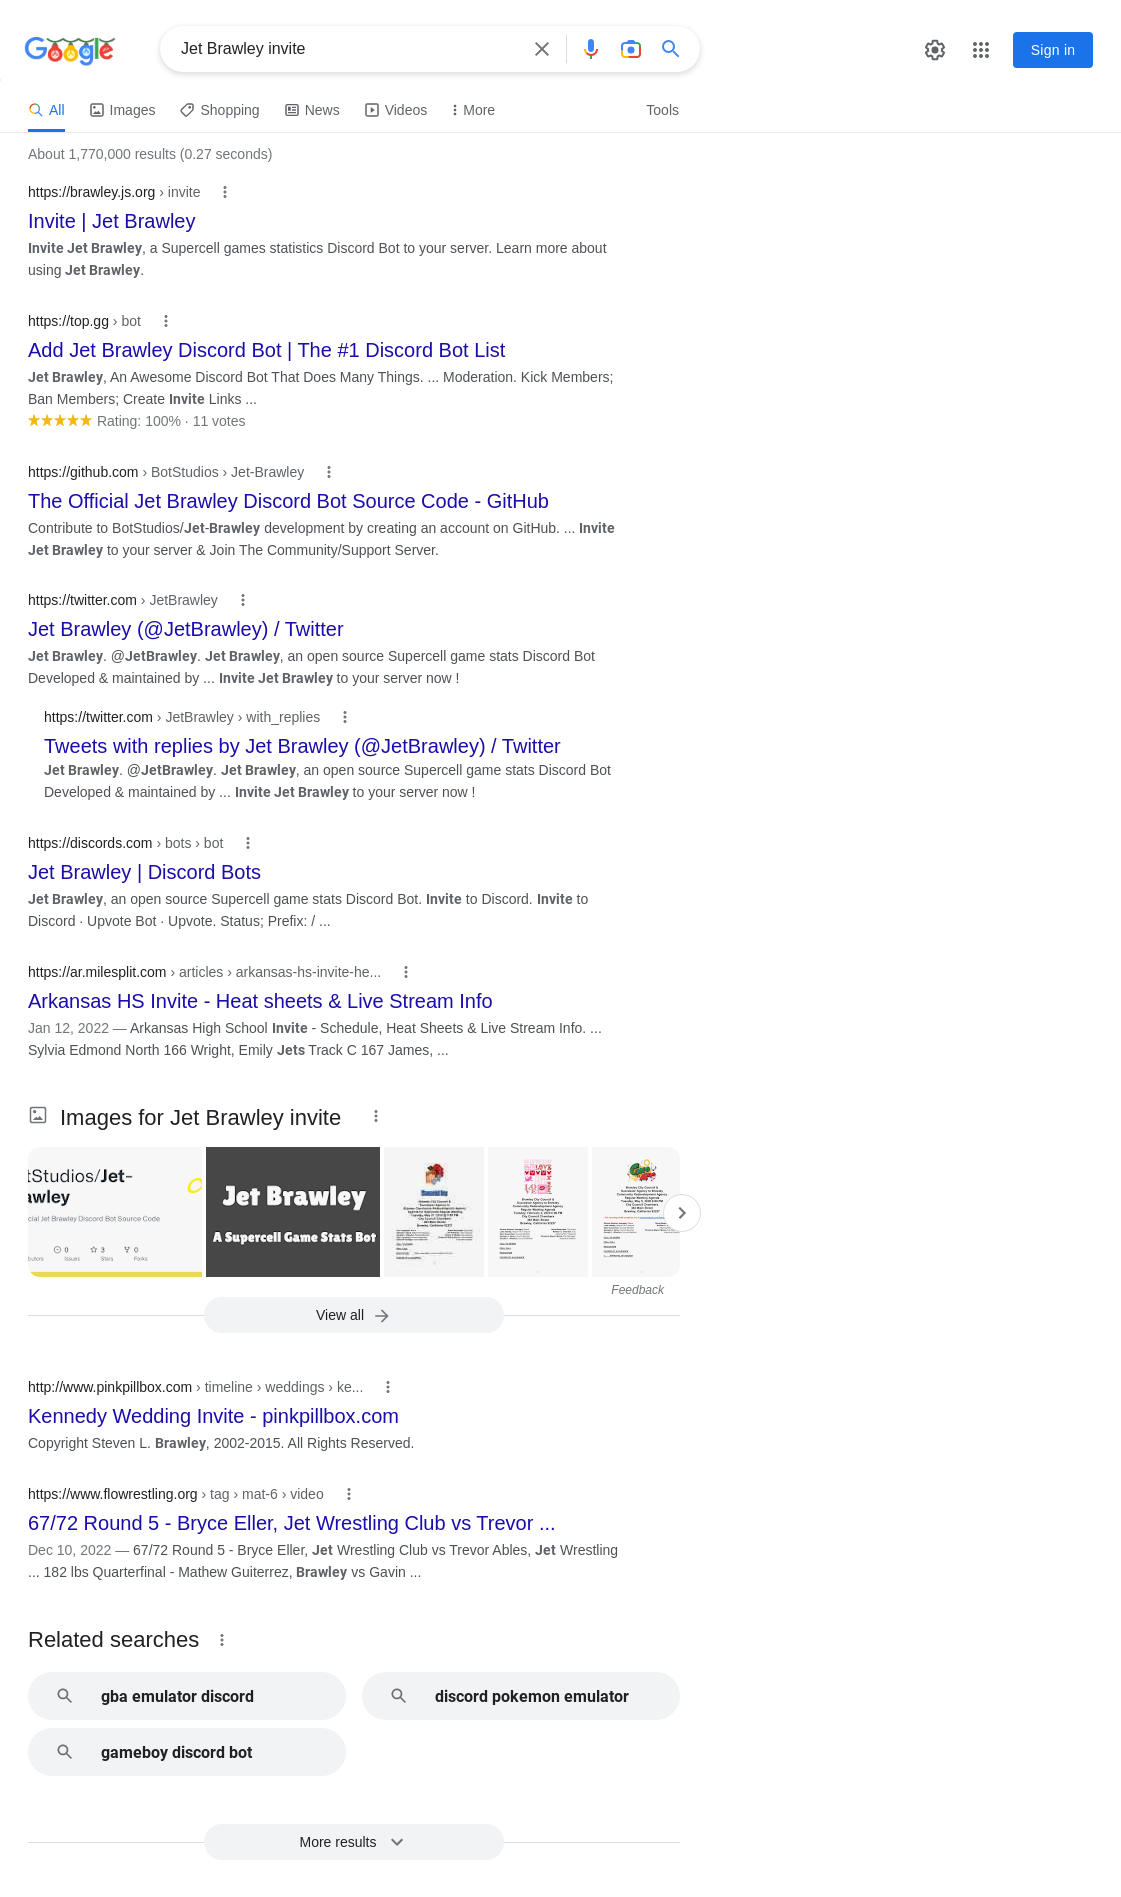 Google
Jet Brawley invite
Sign in
All Images Shopping News Videos More Tools
About 1,770,000 results (0.27 seconds)
https://brawley.js.org › invite
Invite | Jet Brawley
Invite Jet Brawley, a Supercell games statistics Discord Bot to your server. Learn more about
using Jet Brawley.
https://top.gg › bot
Add Jet Brawley Discord Bot | The #1 Discord Bot List
Jet Brawley, An Awesome Discord Bot That Does Many Things. ... Moderation. Kick Members;
Ban Members; Create Invite Links ...
Rating: 100% · 11 votes
https://github.com › BotStudios › Jet-Brawley
The Official Jet Brawley Discord Bot Source Code - GitHub
Contribute to BotStudios/Jet-Brawley development by creating an account on GitHub. ... Invite
Jet Brawley to your server & Join The Community/Support Server.
https://twitter.com › JetBrawley
Jet Brawley (@JetBrawley) / Twitter
Jet Brawley. @JetBrawley. Jet Brawley, an open source Supercell game stats Discord Bot
Developed & maintained by ... Invite Jet Brawley to your server now !
https://twitter.com › JetBrawley › with_replies
Tweets with replies by Jet Brawley (@JetBrawley) / Twitter
Jet Brawley. @JetBrawley. Jet Brawley, an open source Supercell game stats Discord Bot
Developed & maintained by ... Invite Jet Brawley to your server now !
https://discords.com › bots › bot
Jet Brawley | Discord Bots
Jet Brawley, an open source Supercell game stats Discord Bot. Invite to Discord. Invite to
Discord · Upvote Bot · Upvote. Status; Prefix: / ...
https://ar.milesplit.com › articles › arkansas-hs-invite-he...
Arkansas HS Invite - Heat sheets & Live Stream Info
Jan 12, 2022 — Arkansas High School Invite - Schedule, Heat Sheets & Live Stream Info. ...
Sylvia Edmond North 166 Wright, Emily Jets Track C 167 James, ...
Images for Jet Brawley invite
tStudios/Jet-
awley
cial Jet Brawley Discord Bot Source Code
0 3 0
butors Issues Stars Forks
Jet Brawley
A Supercell Game Stats Bot
Feedback
View all
http://www.pinkpillbox.com › timeline › weddings › ke...
Kennedy Wedding Invite - pinkpillbox.com
Copyright Steven L. Brawley, 2002-2015. All Rights Reserved.
https://www.flowrestling.org › tag › mat-6 › video
67/72 Round 5 - Bryce Eller, Jet Wrestling Club vs Trevor ...
Dec 10, 2022 — 67/72 Round 5 - Bryce Eller, Jet Wrestling Club vs Trevor Ables, Jet Wrestling
... 182 lbs Quarterfinal - Mathew Guiterrez, Brawley vs Gavin ...
Related searches
gba emulator discord
discord pokemon emulator
gameboy discord bot
More results